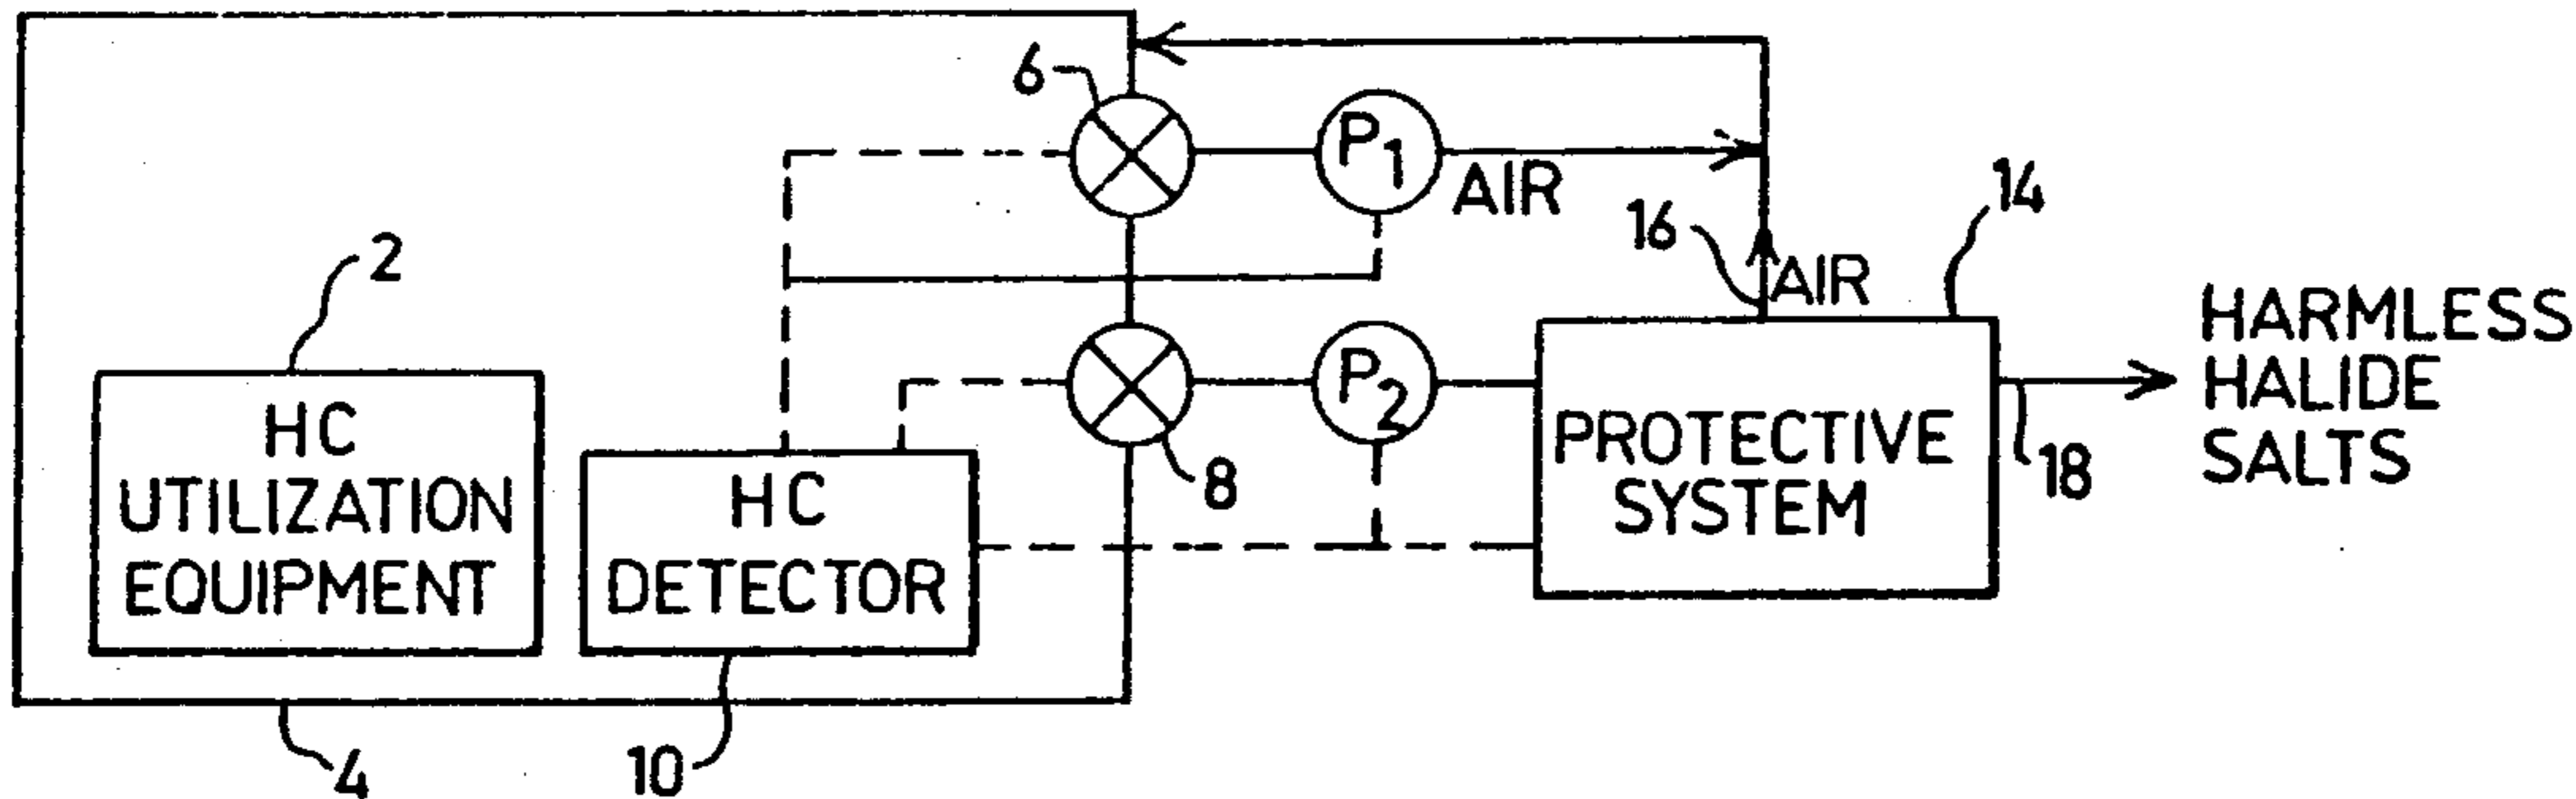 6
P1
AIR
14
16
AIR
2
HC
UTILIZATION
EQUIPMENT
HC
DETECTOR
8
P2
PROTECTIVE
SYSTEM
18
HARMLESS
HALIDE
SALTS
4
10